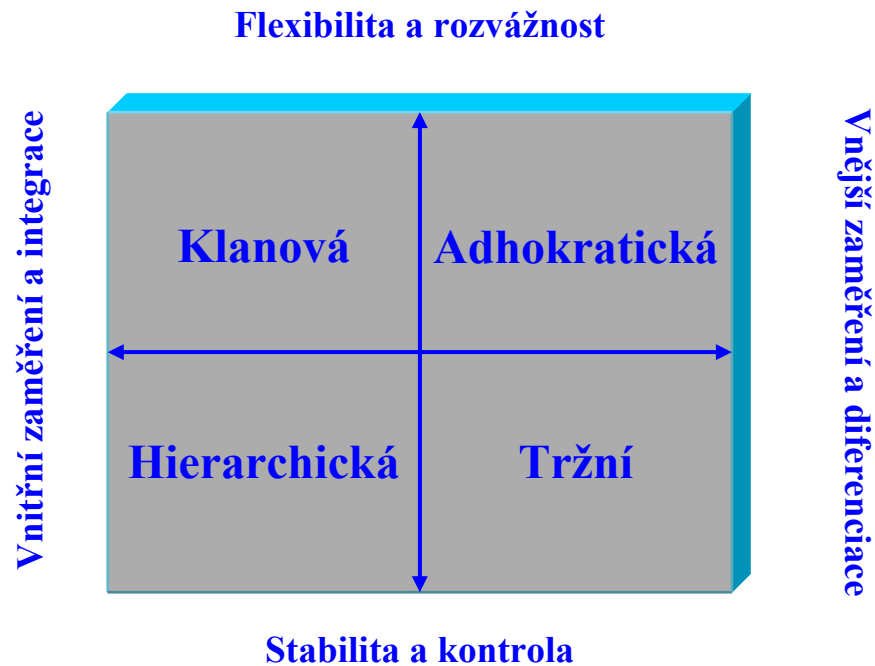 Flexibilita a rozvážnost
Vnitřní zaměření a integrace
Klanová
Adhokratická
Vnější zaměření a diferenciace
Hierarchická
Tržní
Stabilita a kontrola